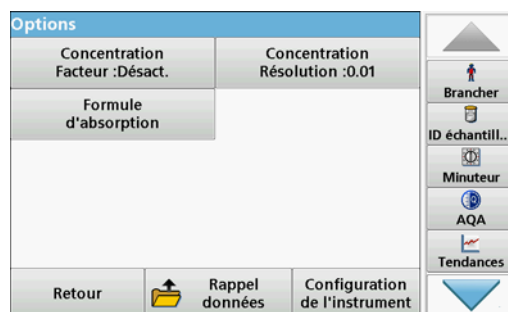 Options
Concentration
Facteur :Désact.
Concentration
Résolution :0.01
Formule
d'absorption
Brancher
ID échantill..
Minuteur
AQA
Tendances
Retour
Rappel
données
Configuration
de l'instrument